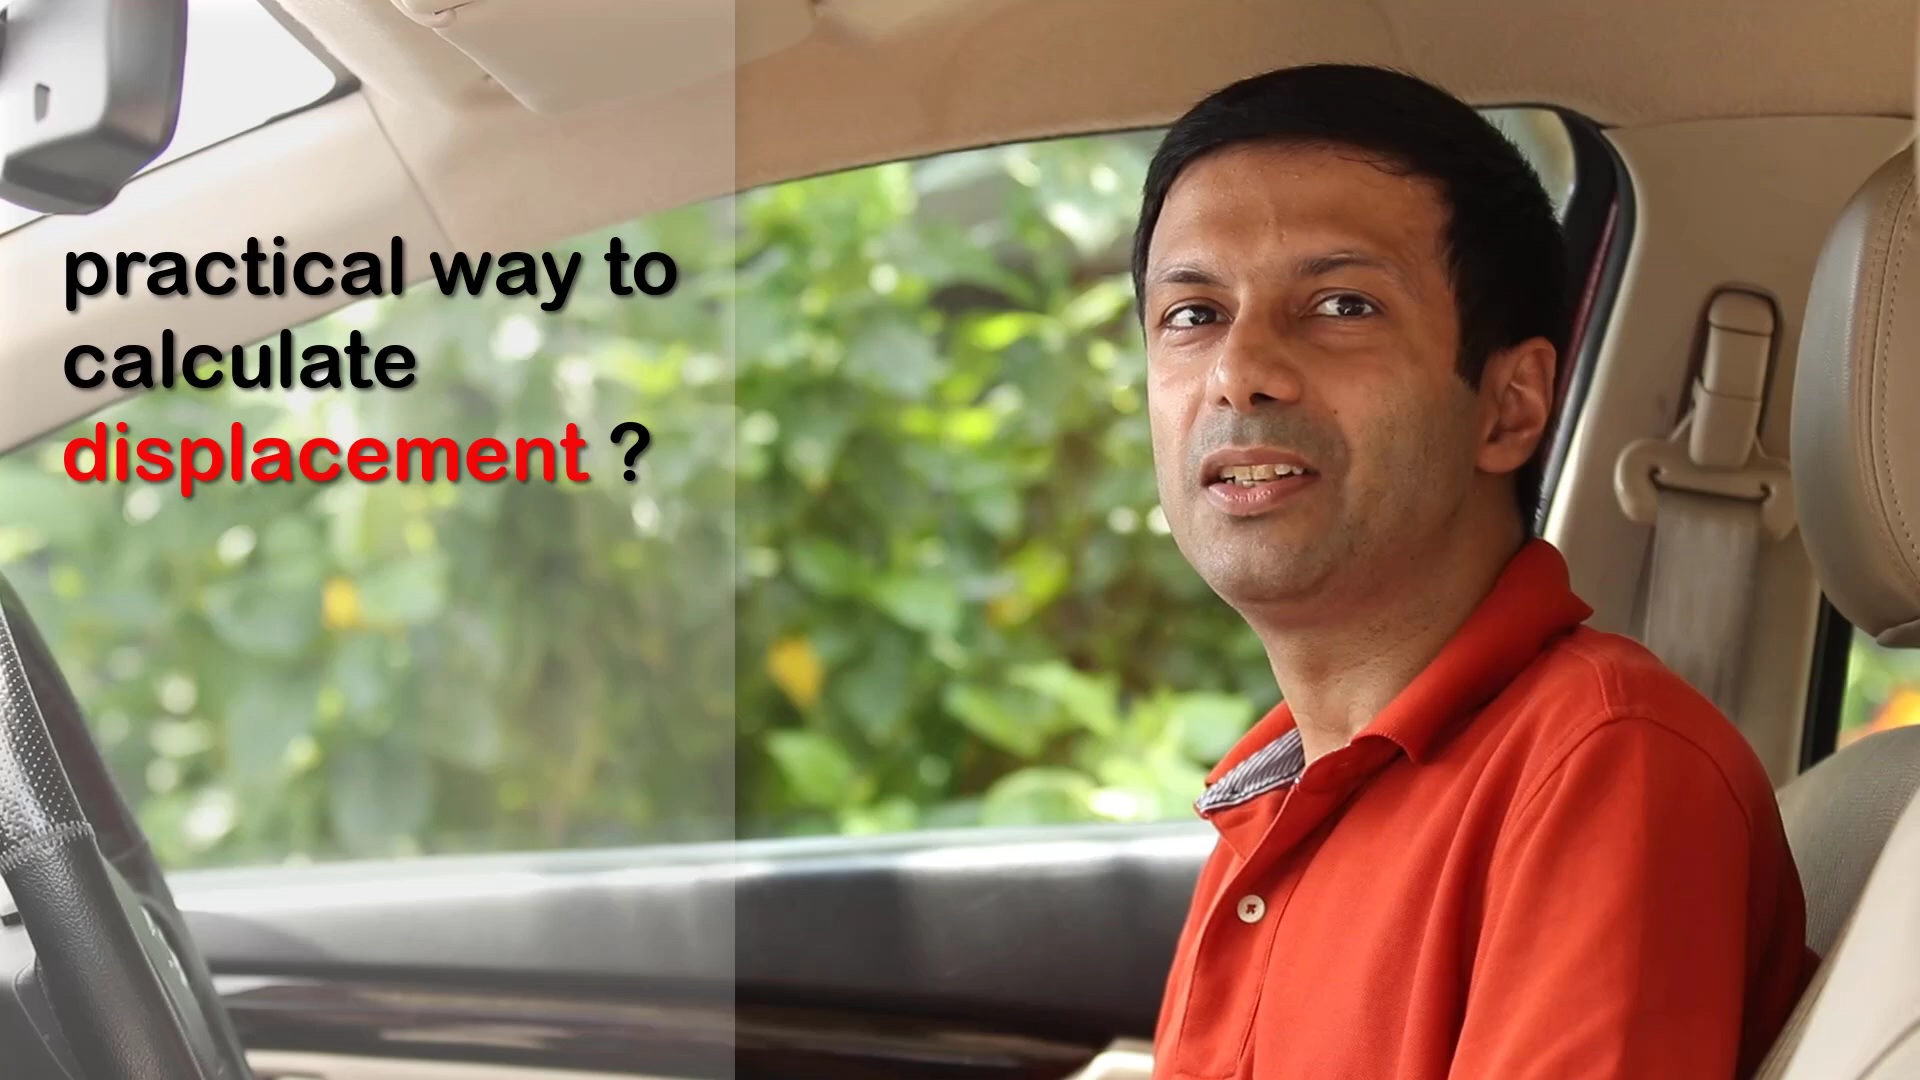 practical way to
calculate
displacement ?